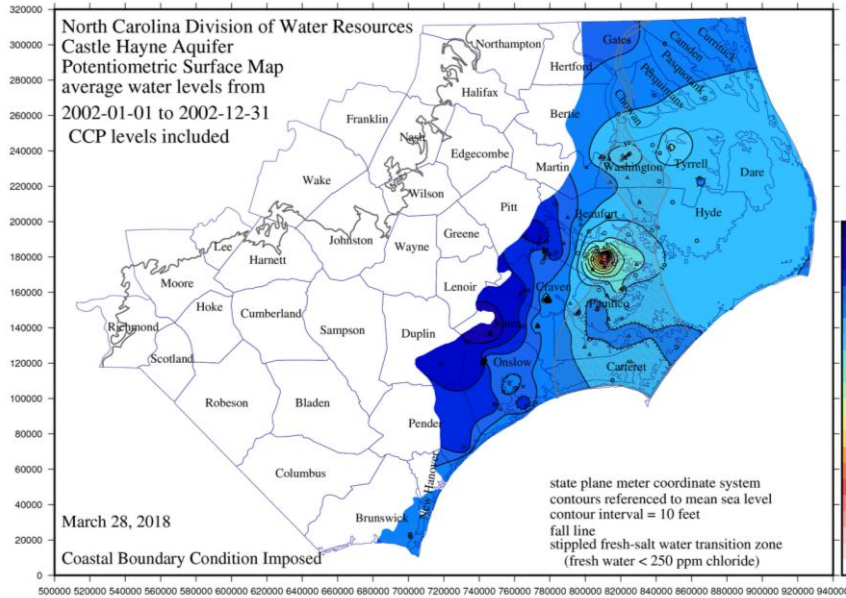 North Carolina Division of Water Resources
Castle Hayne Aquifer
Potentiometric Surface Map
average water levels from
2002-01-01 to 2002-12-31
CCP levels included
Northampton
Gates
Camden
Currituck
Hertford
Pasquotank
Perquimans
Halifax
Chowan
Franklin
Bertie
Nash
Edgecombe
Martin
Washington
Tyrrell
Dare
Wake
Wilson
Pitt
Beaufort
Hyde
Lee
Johnston
Wayne
Greene
Harnett
Moore
Lenoir
Craven
Pamlico
Hoke
Cumberland
Sampson
Duplin
Jones
Richmond
Scotland
Onslow
Carteret
Robeson
Bladen
Pender
Columbus
New Hanover
Brunswick
state plane meter coordinate system
contours referenced to mean sea level
contour interval = 10 feet
fall line
stippled fresh-salt water transition zone
(fresh water < 250 ppm chloride)
March 28, 2018
Coastal Boundary Condition Imposed
320000
300000
280000
260000
240000
220000
200000
180000
160000
140000
120000
100000
80000
60000
40000
20000
0
500000 520000 540000 560000 580000 600000 620000 640000 660000 680000 700000 720000 740000 760000 780000 800000 820000 840000 860000 880000 900000 920000 94000